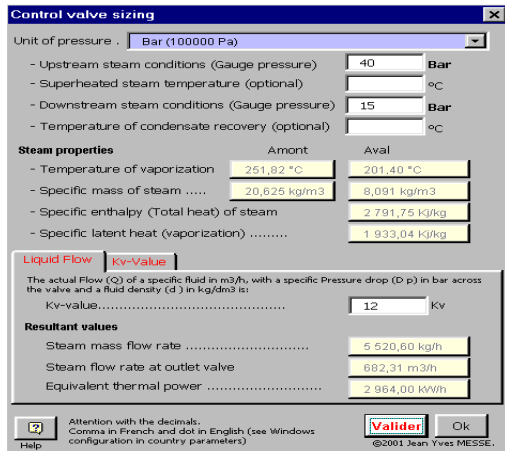 Control valve sizing
Unit of pressure . Bar (100000 Pa)
- Upstream steam conditions (Gauge pressure) 40 Bar
- Superheated steam temperature (optional) °C
- Downstream steam conditions (Gauge pressure) 15 Bar
- Temperature of condensate recovery (optional) °C
Steam properties Amont Aval
- Temperature of vaporization 251,82 °C 201,40 °C
- Specific mass of steam ..... 20,625 kg/m3 8,091 kg/m3
- Specific enthalpy (Total heat) of steam 2 791,75 Kj/kg
- Specific latent heat (vaporization) ......... 1 933,04 Kj/kg
Liquid Flow Kv-Value
The actual Flow (Q) of a specific fluid in m3/h, with a specific Pressure drop (D p) in bar across
the valve and a fluid density (d ) in kg/dm3 is:
Kv-value............................................ 12 Kv
Resultant values
Steam mass flow rate ............................. 5 520,60 kg/h
Steam flow rate at outlet valve 682,31 m3/h
Equivalent thermal power ........................... 2 964,00 kW/h
Help
Attention with the decimals.
Comma in French and dot in English (see Windows
configuration in country parameters)
Valider Ok
©2001 Jean Yves MESSE.